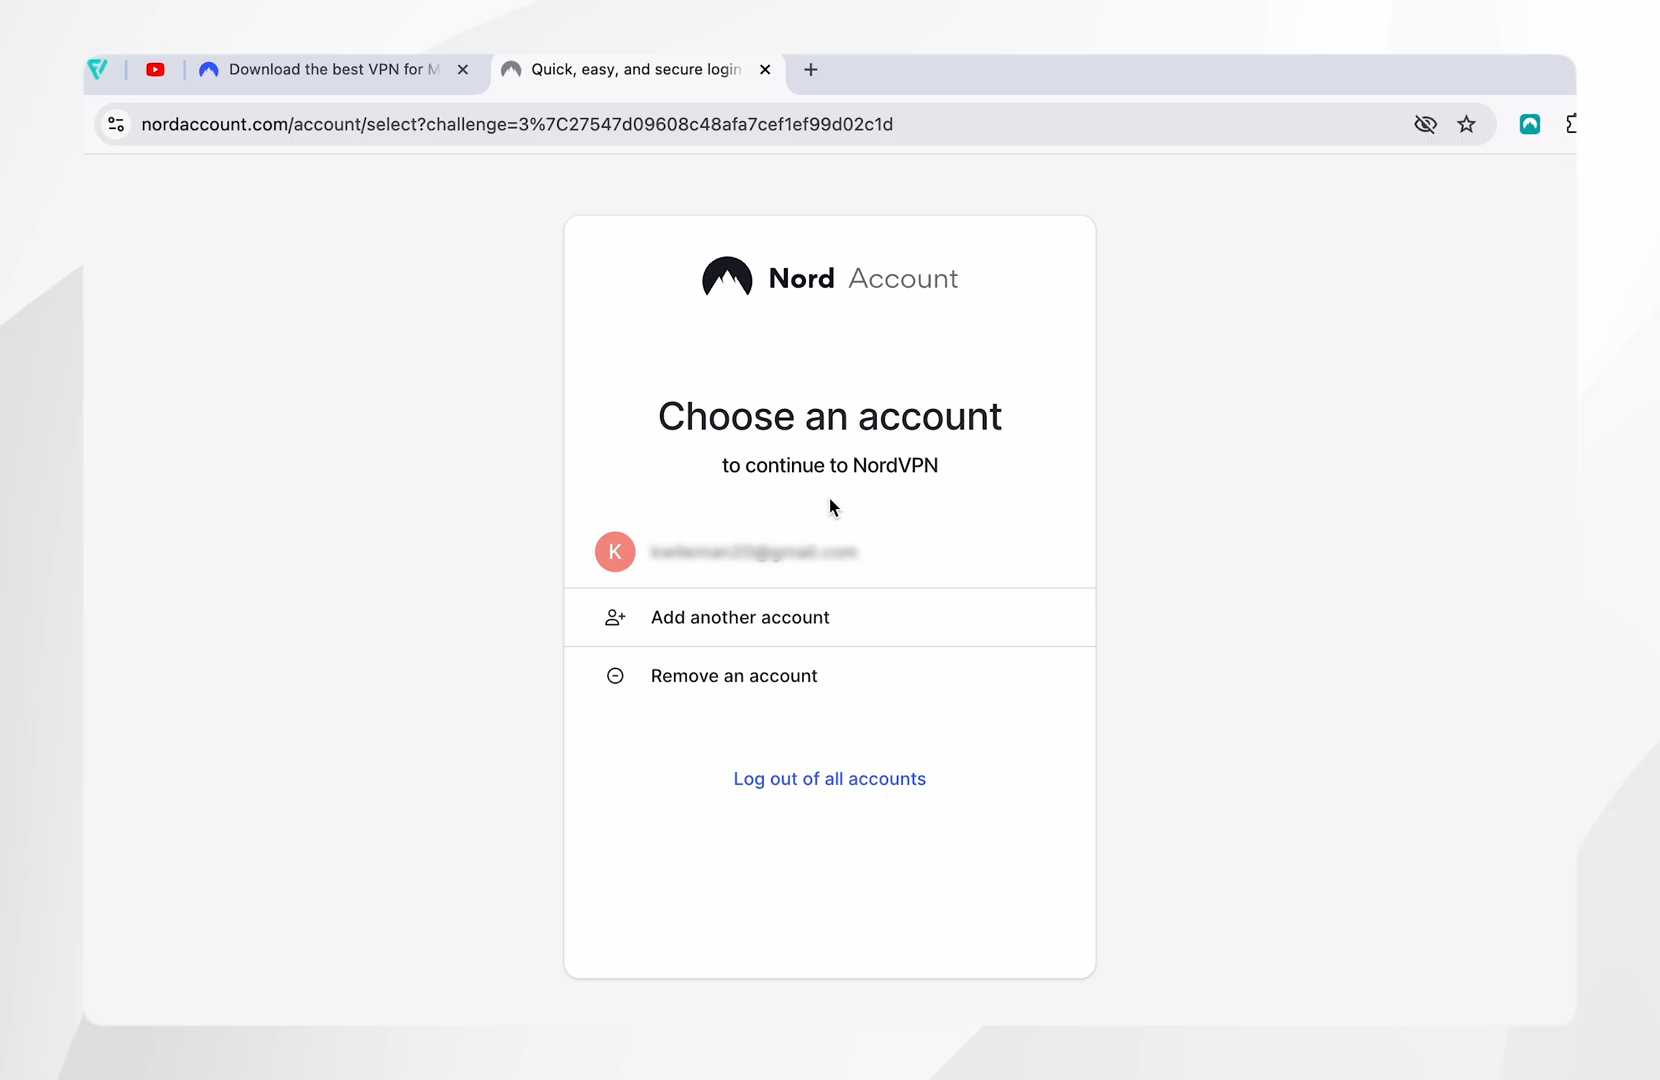 Download the best VPN for M
Quick, easy, and secure login
nordaccount.com/account/select?challenge=3%7C27547d09608c48afa7cef1ef99d02c1d
Nord Account
Choose an account
to continue to NordVPN
K
Add another account
Remove an account
Log out of all accounts